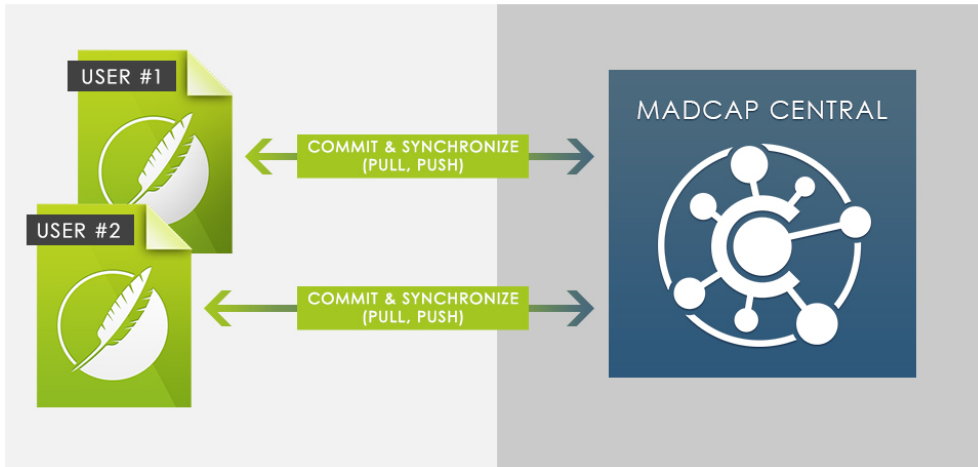 USER #1
MADCAP CENTRAL
COMMIT & SYNCHRONIZE
(PULL, PUSH)
USER #2
COMMIT & SYNCHRONIZE
(PULL, PUSH)